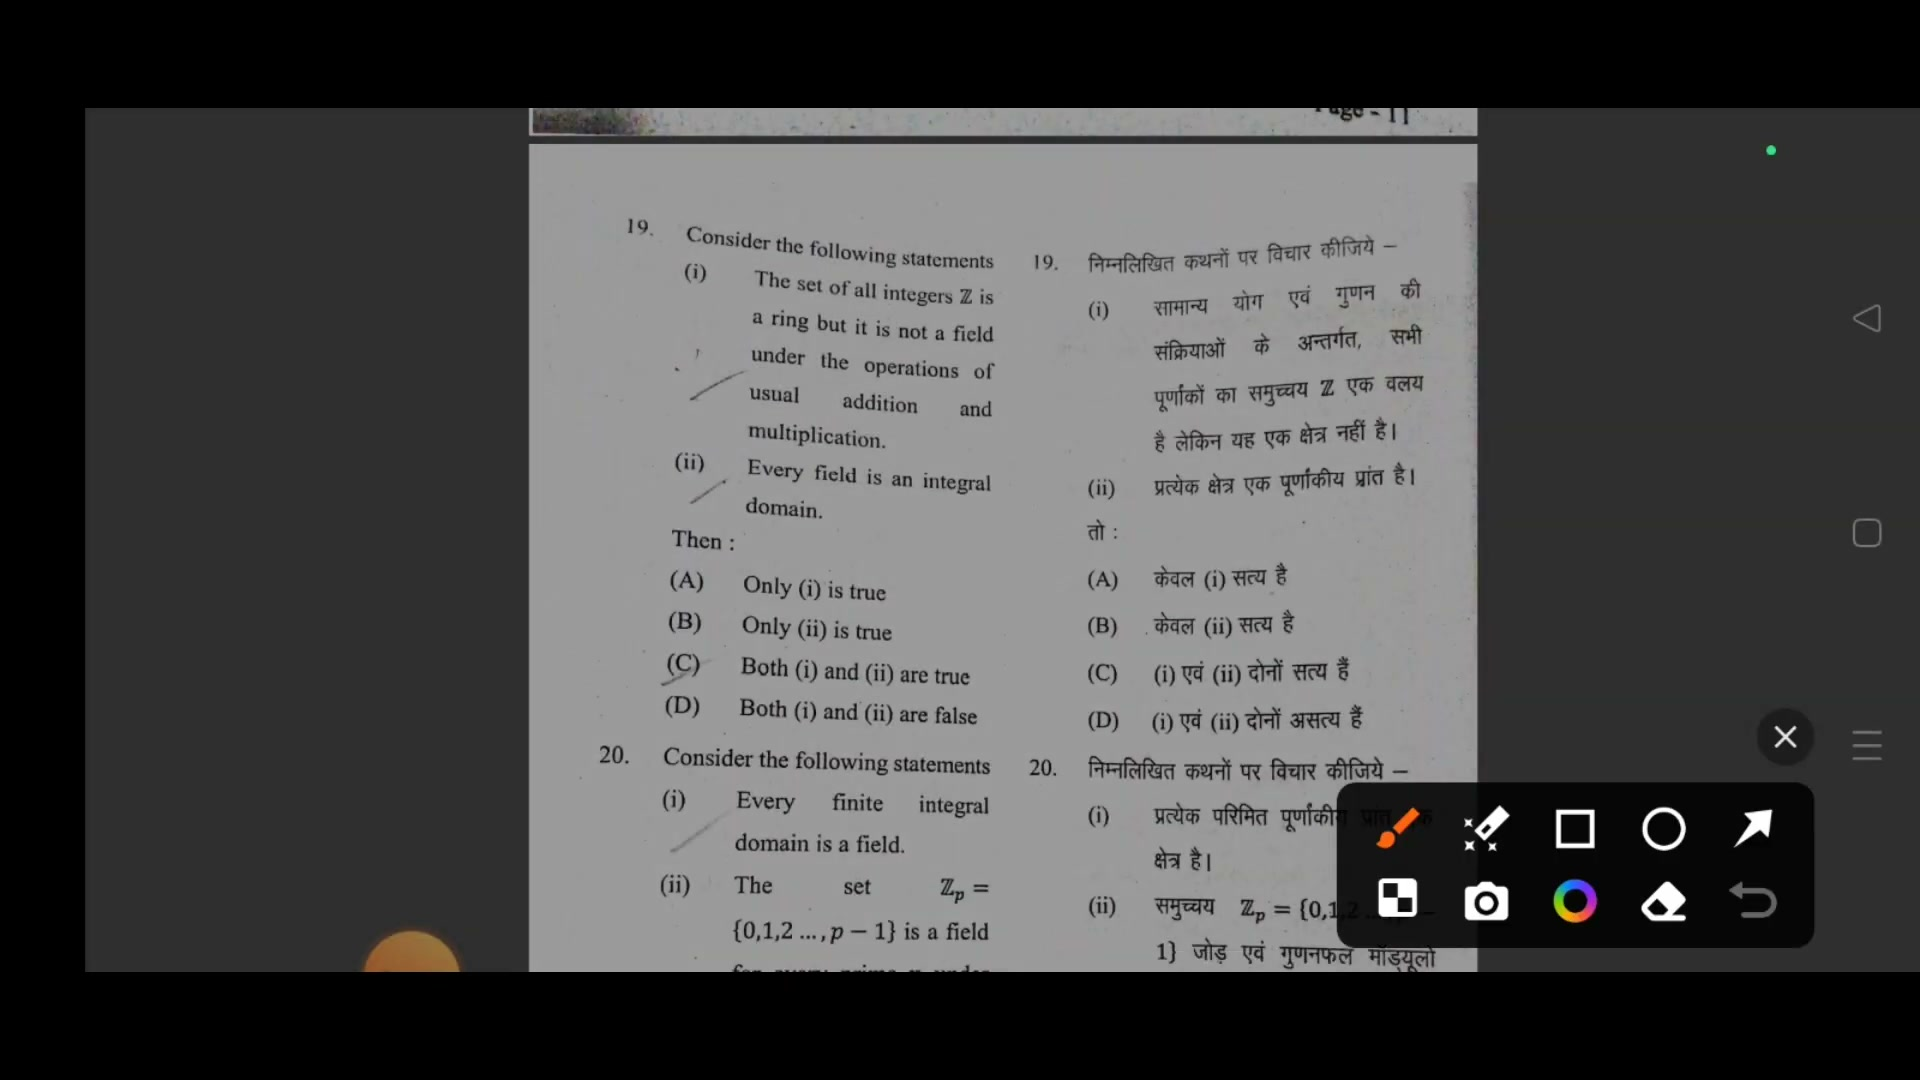 Page - 11
19. Consider the following statements
(i) The set of all integers ℤ is
a ring but it is not a field
under the operations of
usual addition and
multiplication.
(ii) Every field is an integral
domain.
Then :
(A) Only (i) is true
(B) Only (ii) is true
(C) Both (i) and (ii) are true
(D) Both (i) and (ii) are false
20. Consider the following statements
(i) Every finite integral
domain is a field.
(ii) The set ℤp =
{0,1,2 ..., p − 1} is a field
for every prime p under
19. निम्नलिखित कथनों पर विचार कीजिये –
(i) सामान्य योग एवं गुणन की
संक्रियाओं के अन्तर्गत, सभी
पूर्णांकों का समुच्चय ℤ एक वलय
है लेकिन यह एक क्षेत्र नहीं है।
(ii) प्रत्येक क्षेत्र एक पूर्णांकीय प्रांत है।
तो :
(A) केवल (i) सत्य है
(B) केवल (ii) सत्य है
(C) (i) एवं (ii) दोनों सत्य हैं
(D) (i) एवं (ii) दोनों असत्य हैं
20. निम्नलिखित कथनों पर विचार कीजिये –
(i) प्रत्येक परिमित पूर्णांकीय प्रांत एक
क्षेत्र है।
(ii) समुच्चय ℤp = {0,1,2 ..., p −
1} जोड़ एवं गुणनफल मॉड्यूलो